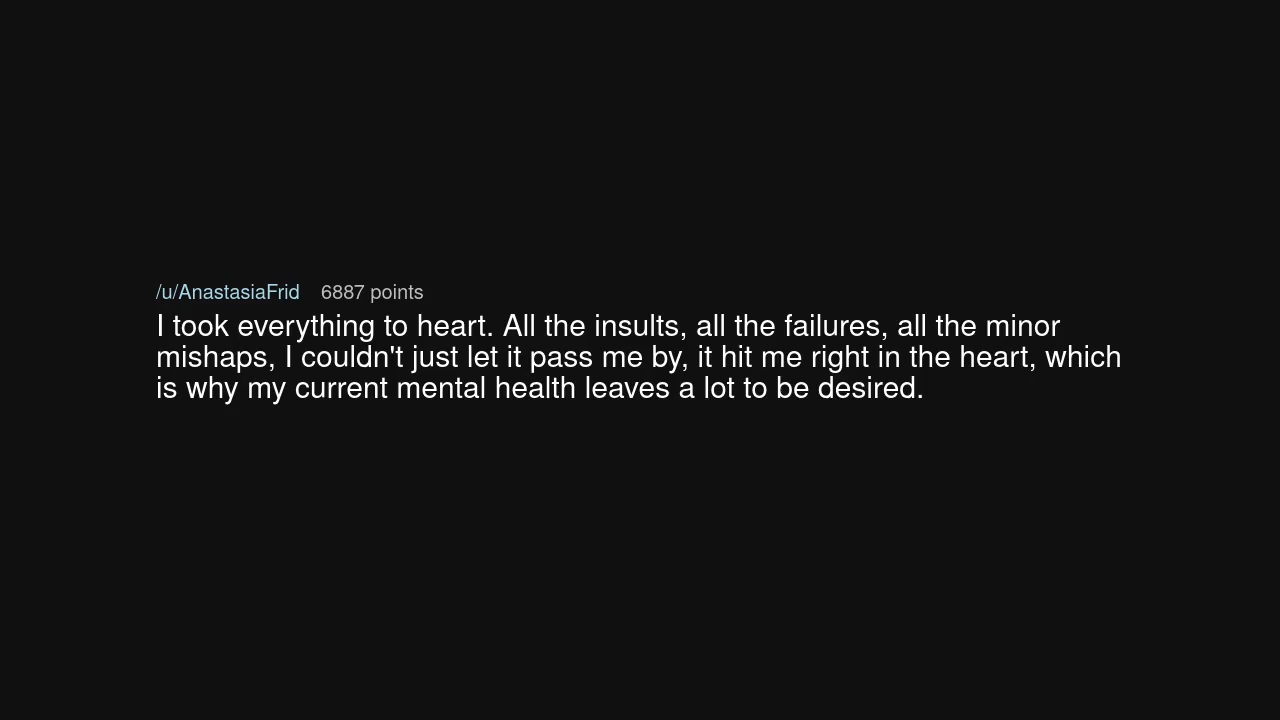 /u/AnastasiaFrid 6887 points
I took everything to heart. All the insults, all the failures, all the minor
mishaps, I couldn't just let it pass me by, it hit me right in the heart, which
is why my current mental health leaves a lot to be desired.